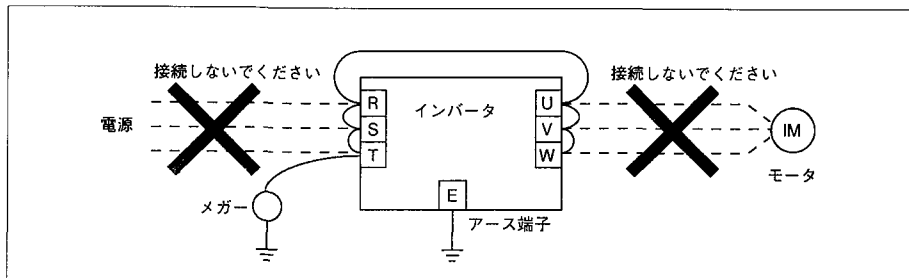 接続しないでください
接続しないでください
電源
R
S
T
インバータ
U
V
W
IM
モータ
メガー
E
アース端子